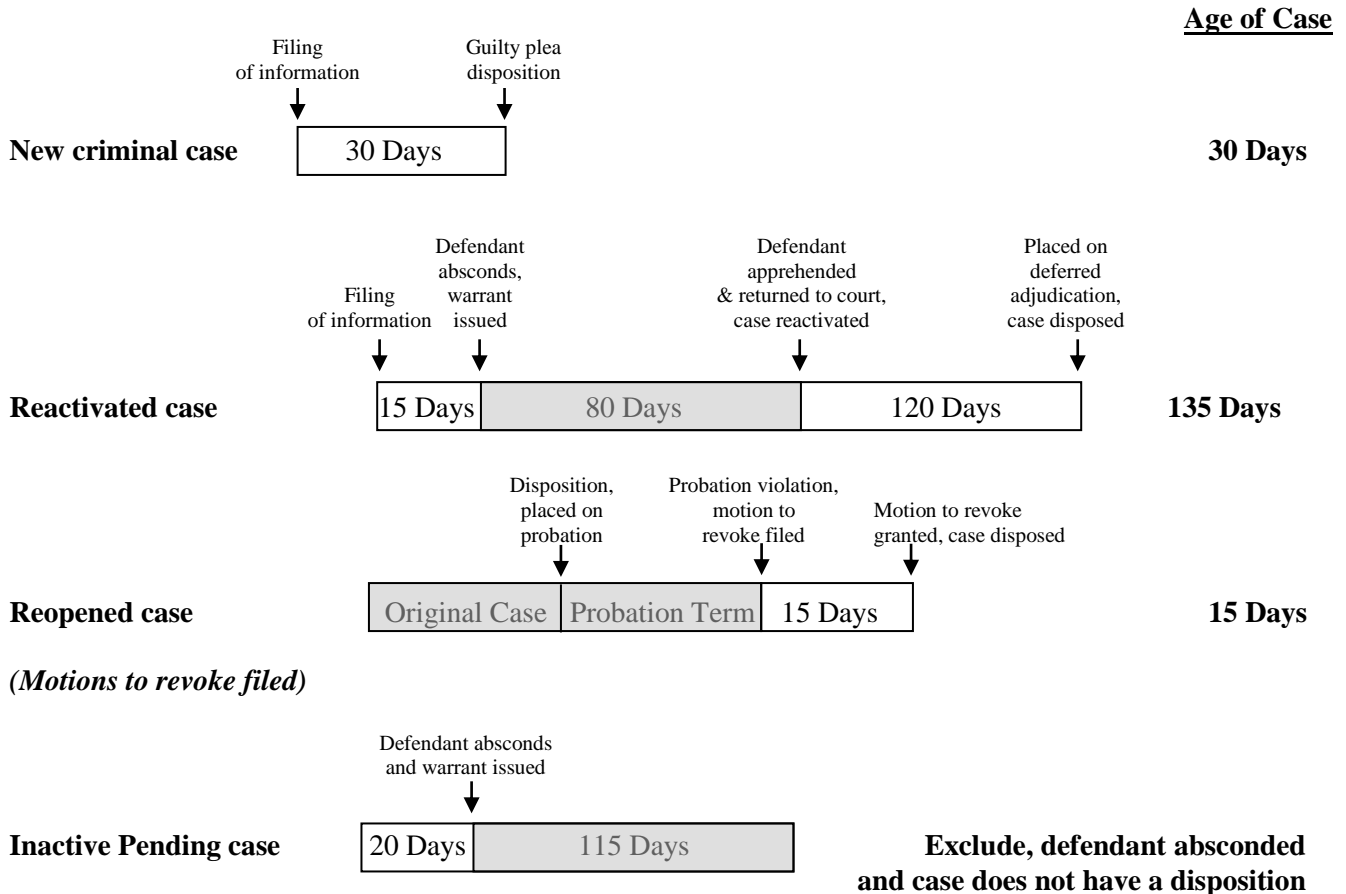 Age of Case
Filing
of information
Guilty plea
disposition
New criminal case
30 Days
30 Days
Filing
of information
Defendant
absconds,
warrant
issued
Defendant
apprehended
& returned to court,
case reactivated
Placed on
deferred
adjudication,
case disposed
Reactivated case
15 Days
80 Days
120 Days
135 Days
Disposition,
placed on
probation
Probation violation,
motion to
revoke filed
Motion to revoke
granted, case disposed
Reopened case
Original Case
Probation Term
15 Days
15 Days
(Motions to revoke filed)
Defendant absconds
and warrant issued
Inactive Pending case
20 Days
115 Days
Exclude, defendant absconded
and case does not have a disposition